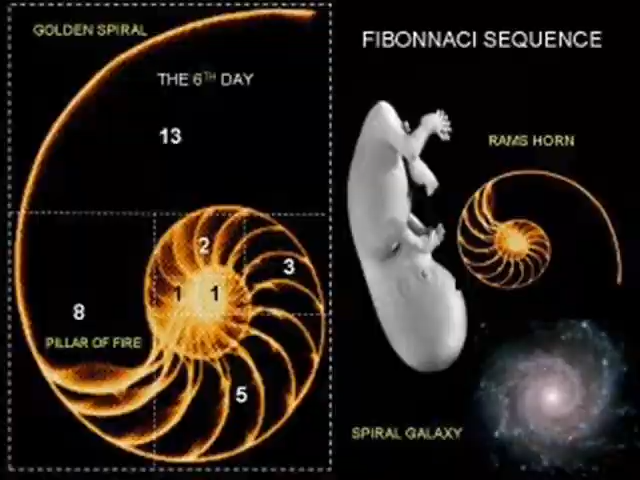 GOLDEN SPIRAL
THE 6TH DAY
13
2
3
1 1
8
PILLAR OF FIRE
5
FIBONNACI SEQUENCE
RAMS HORN
SPIRAL GALAXY